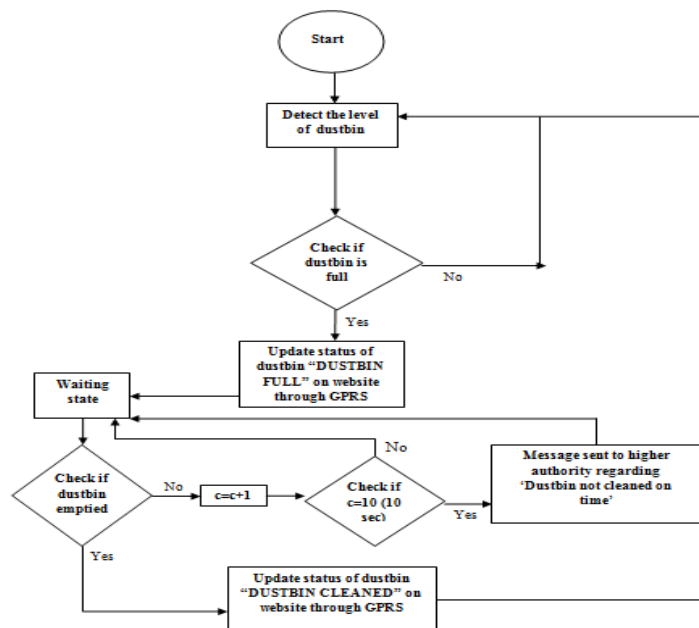 Start
Detect the level
of dustbin
Check if
dustbin is
full
No
Yes
Update status of
dustbin “DUSTBIN
FULL” on website
through GPRS
Waiting
state
Check if
dustbin
emptied
No
c=c+1
Check if
c=10 (10
sec)
No
Yes
Message sent to higher
authority regarding
‘Dustbin not cleaned on
time’
Yes
Update status of dustbin
“DUSTBIN CLEANED” on
website through GPRS